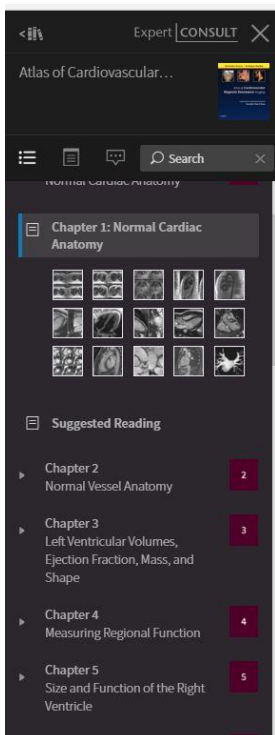 Expert CONSULT
Atlas of Cardiovascular...
Search
Normal Cardiac Anatomy
Chapter 1: Normal Cardiac
Anatomy
Suggested Reading
Chapter 2
Normal Vessel Anatomy
2
Chapter 3
Left Ventricular Volumes,
Ejection Fraction, Mass, and
Shape
3
Chapter 4
Measuring Regional Function
4
Chapter 5
Size and Function of the Right
Ventricle
5